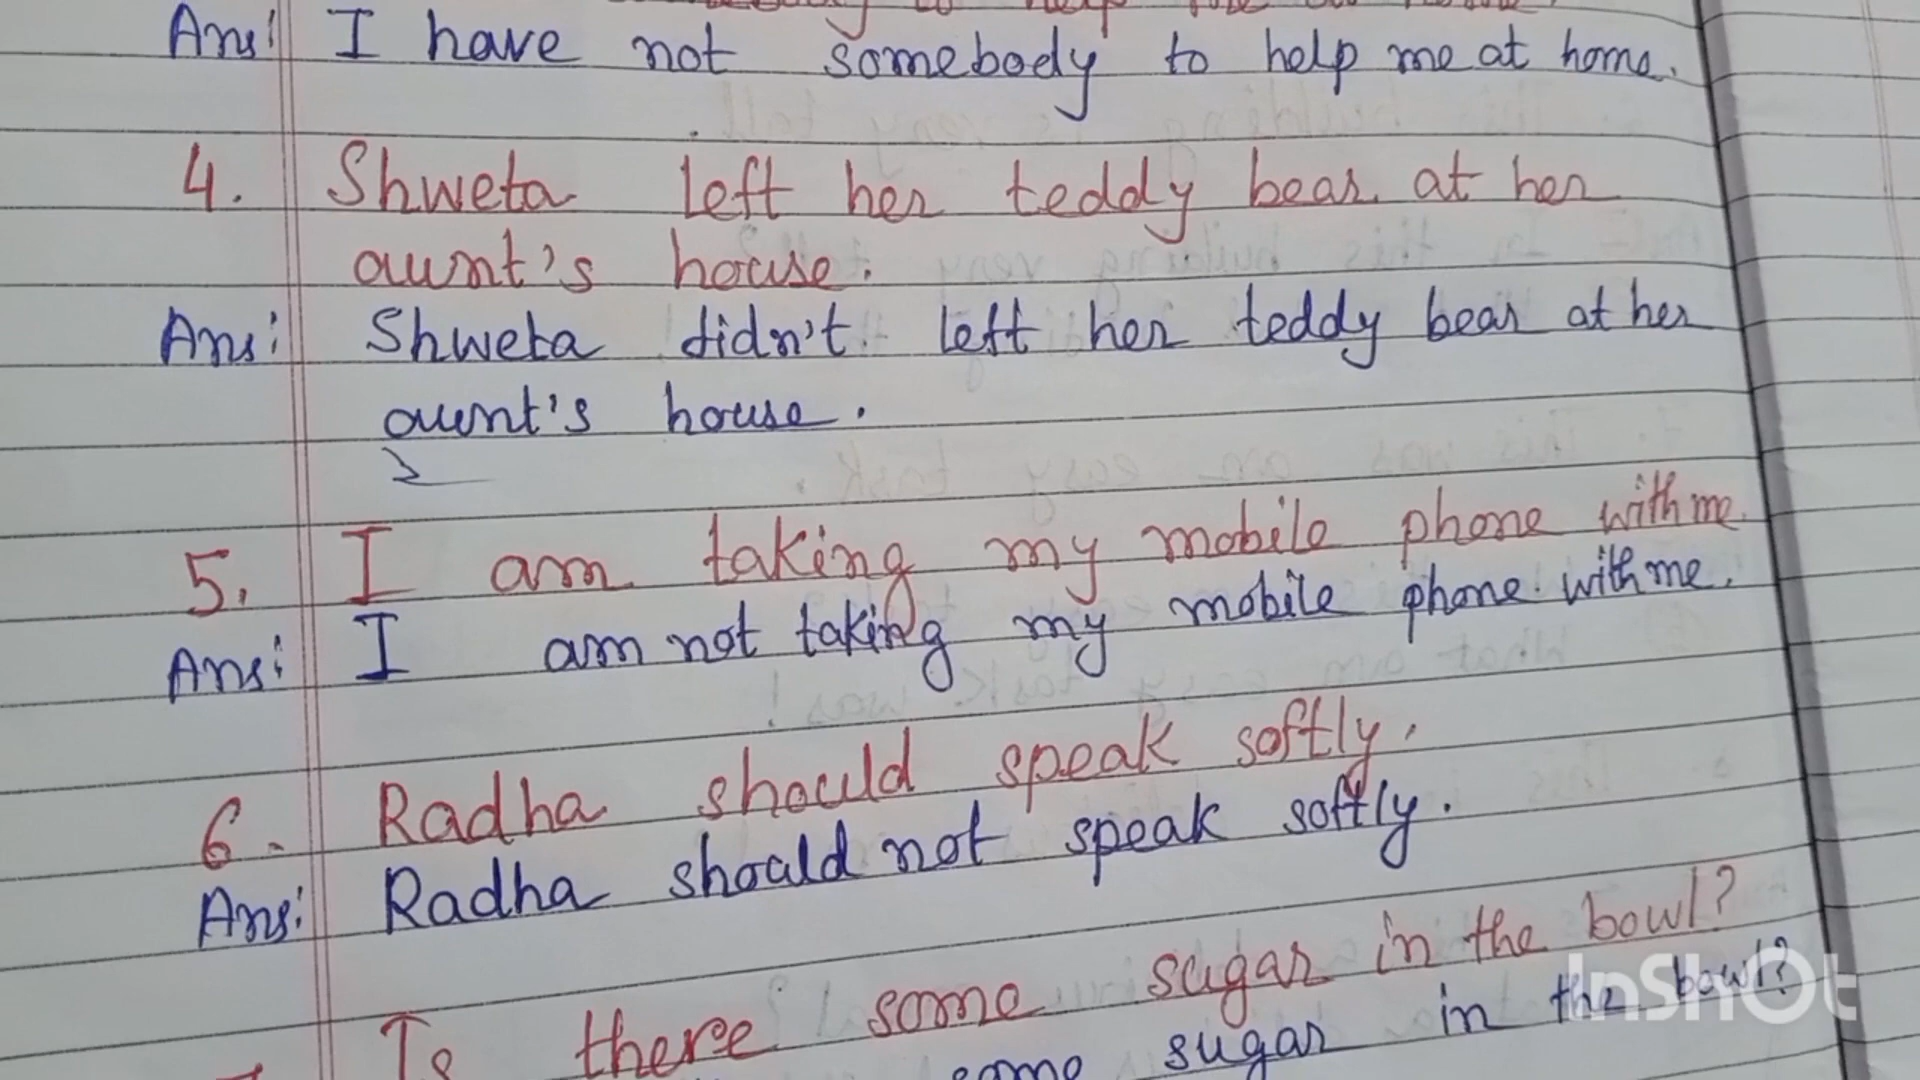 Ans: I have not somebody to help me at home.
4. Shweta left her teddy bear at her
aunt's house.
Ans: Shweta didn't left her teddy bear at her
aunt's house.
5. I am taking my mobile phone with me.
Ans: I am not taking my mobile phone with me.
6. Radha should speak softly.
Ans: Radha should not speak softly.
Is there some sugar in the bowl?
some sugar in the bowl?
InShOt